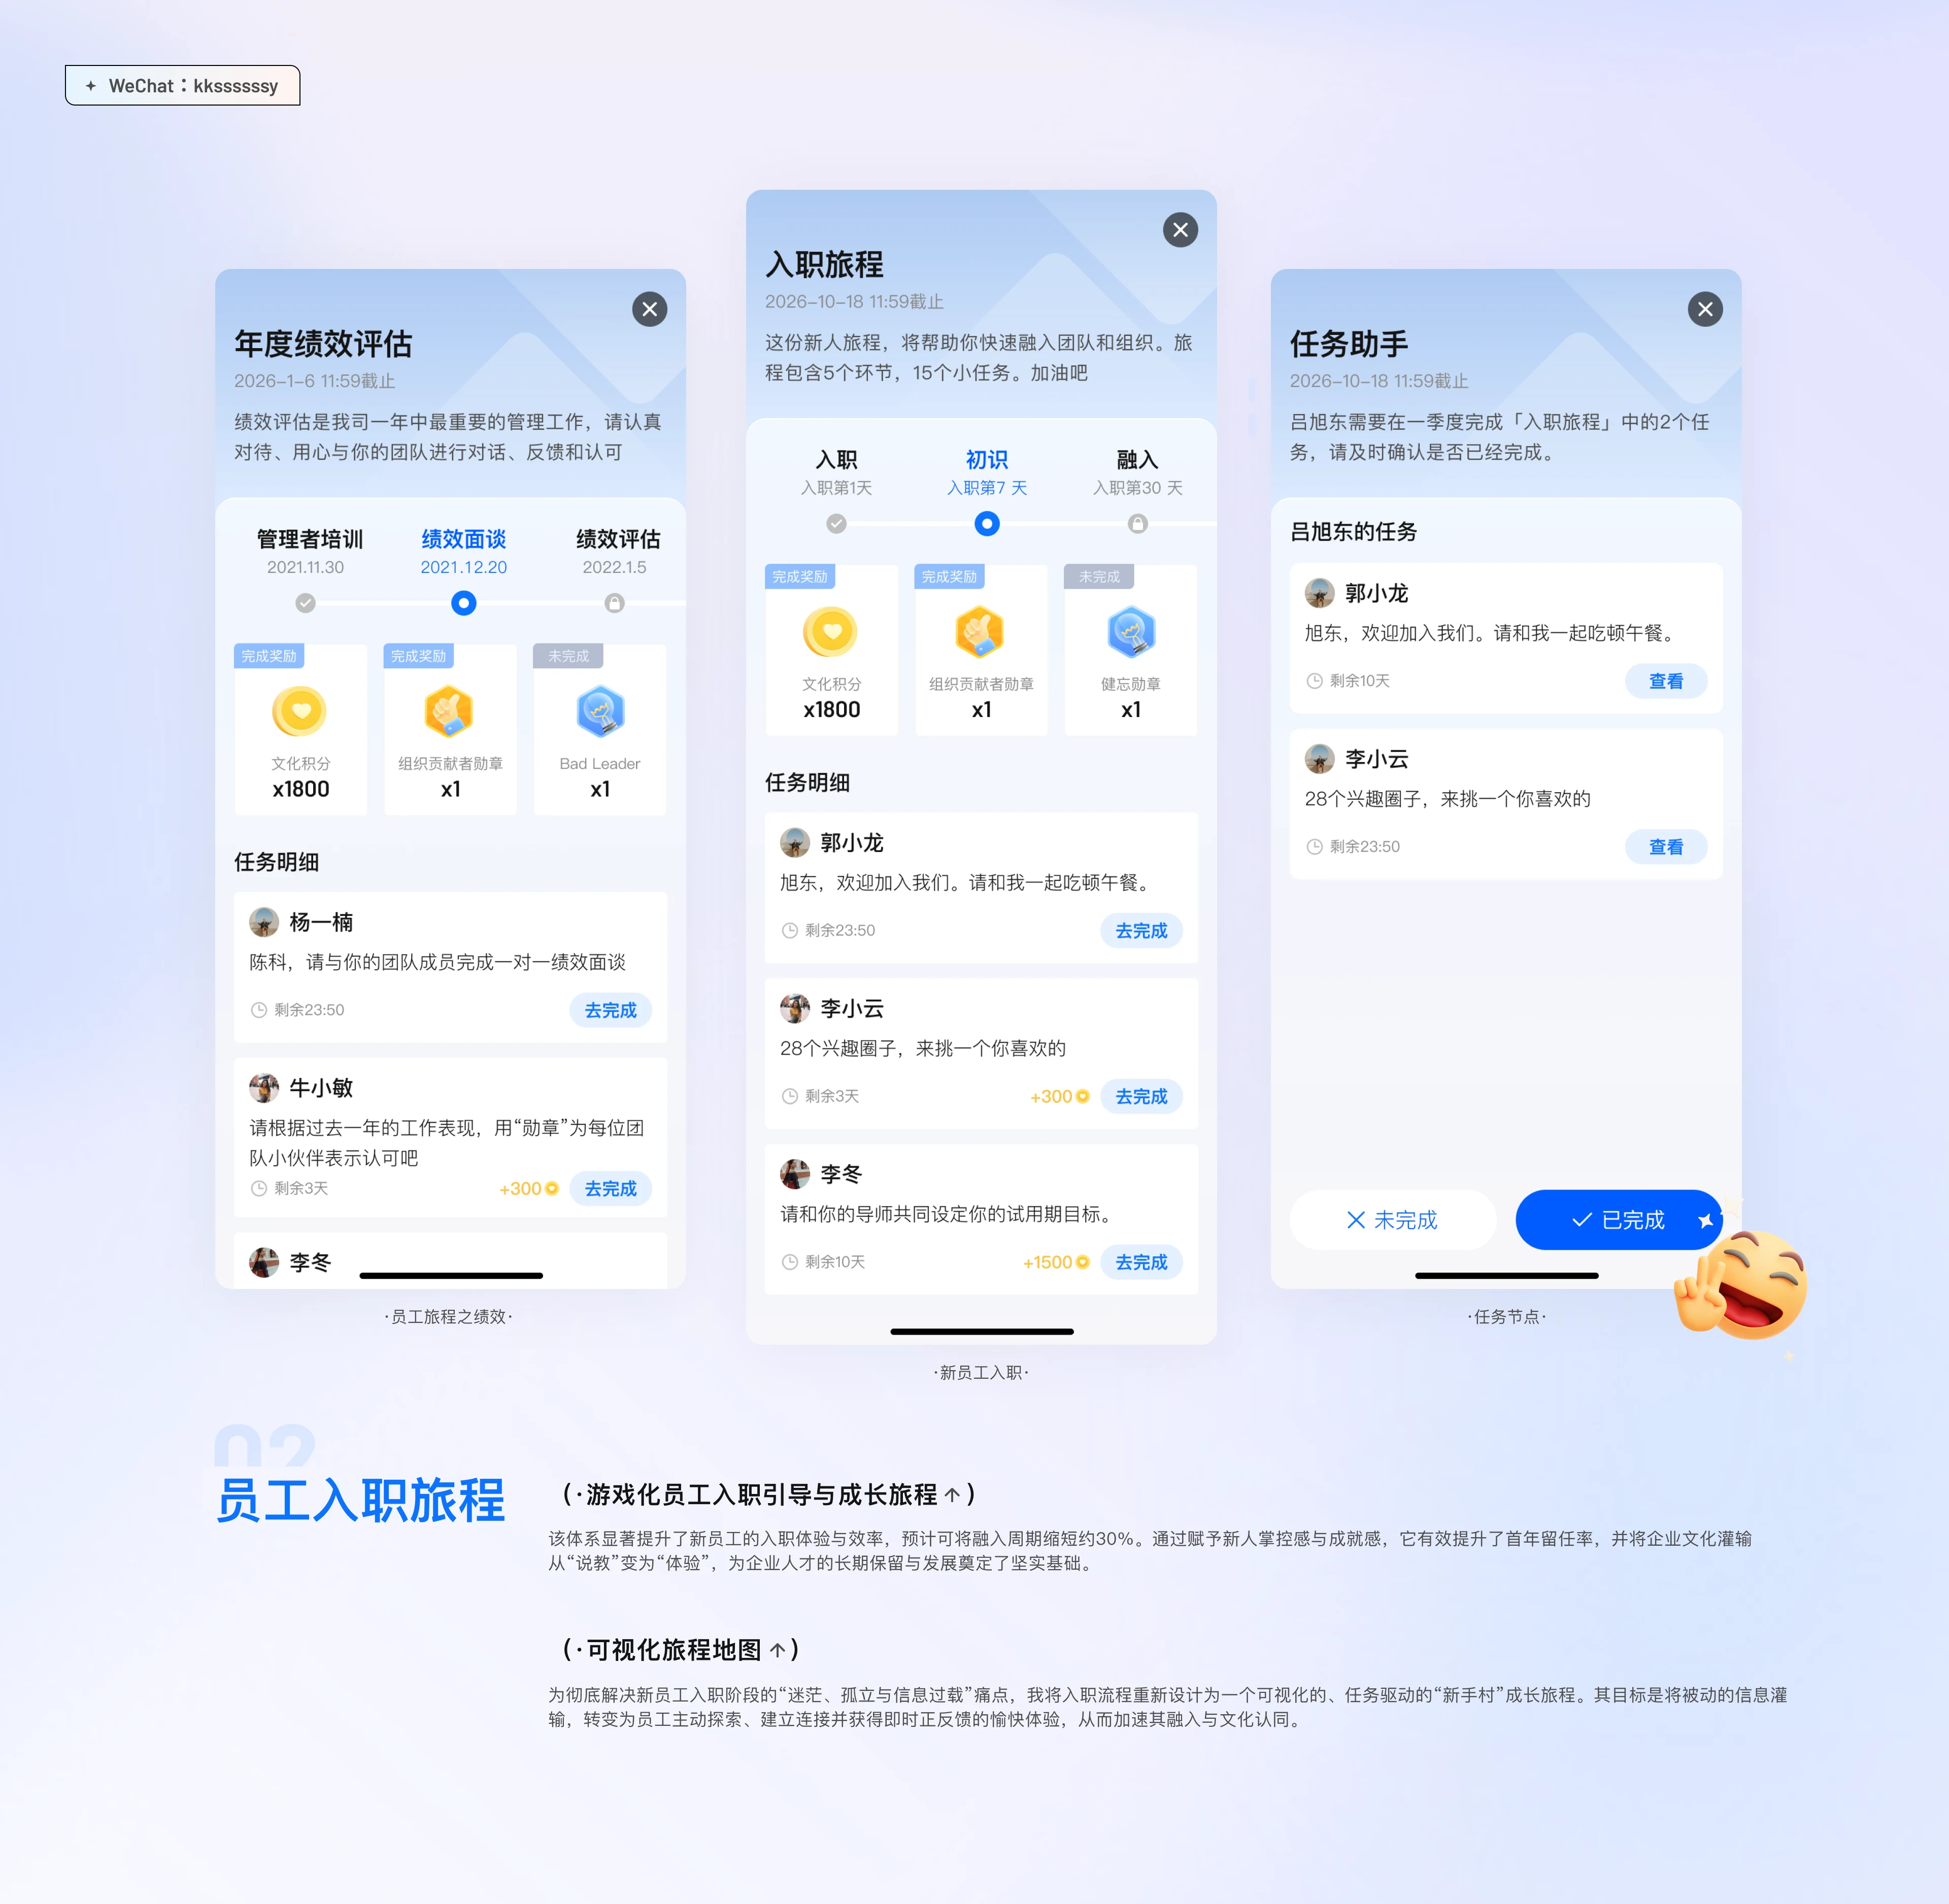 WeChat：kkssssssy
年度绩效评估
2026-1-6 11:59截止
绩效评估是我司一年中最重要的管理工作，请认真
对待、用心与你的团队进行对话、反馈和认可
管理者培训
绩效面谈
绩效评估
2021.11.30
2021.12.20
2022.1.5
完成奖励
完成奖励
未完成
文化积分
组织贡献者勋章
Bad Leader
x1800
x1
x1
任务明细
杨一楠
陈科，请与你的团队成员完成一对一绩效面谈
剩余23:50
去完成
牛小敏
请根据过去一年的工作表现，用“勋章”为每位团
队小伙伴表示认可吧
剩余3天
+300
去完成
李冬
·员工旅程之绩效·
入职旅程
2026-10-18 11:59截止
这份新人旅程，将帮助你快速融入团队和组织。旅
程包含5个环节，15个小任务。加油吧
入职
初识
融入
入职第1天
入职第7 天
入职第30 天
完成奖励
完成奖励
未完成
文化积分
组织贡献者勋章
健忘勋章
x1800
x1
x1
任务明细
郭小龙
旭东，欢迎加入我们。请和我一起吃顿午餐。
剩余23:50
去完成
李小云
28个兴趣圈子，来挑一个你喜欢的
剩余3天
+300
去完成
李冬
请和你的导师共同设定你的试用期目标。
剩余10天
+1500
去完成
·新员工入职·
任务助手
2026-10-18 11:59截止
吕旭东需要在一季度完成「入职旅程」中的2个任
务，请及时确认是否已经完成。
吕旭东的任务
郭小龙
旭东，欢迎加入我们。请和我一起吃顿午餐。
剩余10天
查看
李小云
28个兴趣圈子，来挑一个你喜欢的
剩余23:50
查看
未完成
已完成
·任务节点·
02
员工入职旅程
（·游戏化员工入职引导与成长旅程↑）
该体系显著提升了新员工的入职体验与效率，预计可将融入周期缩短约30%。通过赋予新人掌控感与成就感，它有效提升了首年留任率，并将企业文化灌输
从“说教”变为“体验”，为企业人才的长期保留与发展奠定了坚实基础。
（·可视化旅程地图↑）
为彻底解决新员工入职阶段的“迷茫、孤立与信息过载”痛点，我将入职流程重新设计为一个可视化的、任务驱动的“新手村”成长旅程。其目标是将被动的信息灌
输，转变为员工主动探索、建立连接并获得即时正反馈的愉快体验，从而加速其融入与文化认同。